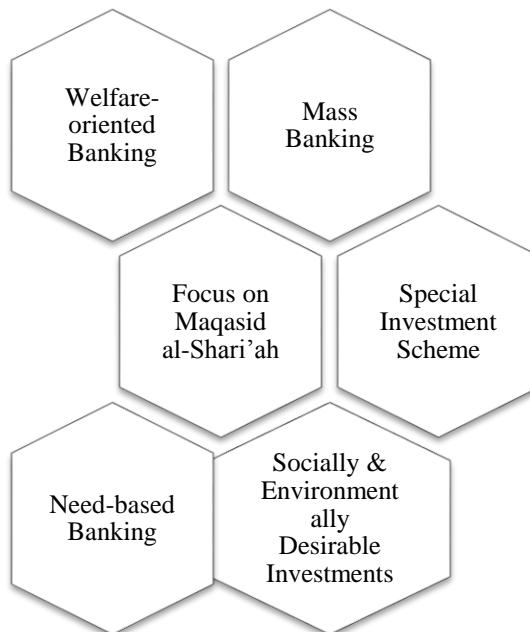 Welfare-
oriented
Banking
Mass
Banking
Focus on
Maqasid
al-Shari’ah
Special
Investment
Scheme
Need-based
Banking
Socially &
Environment
ally
Desirable
Investments